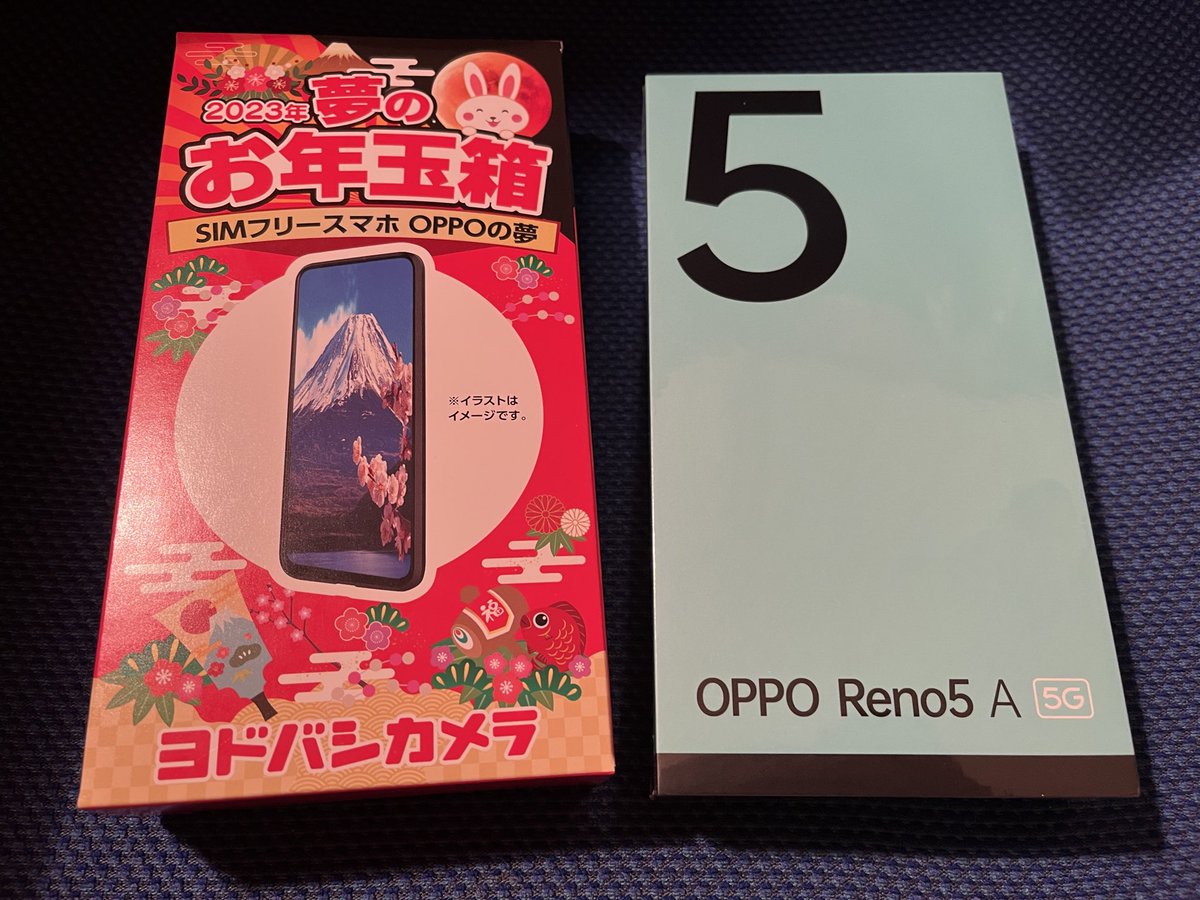 2023年 夢の
お年玉箱
SIMフリースマホ OPPOの夢
※イラストは
イメージです。
福
ヨドバシカメラ
5
OPPO Reno5 A 5G